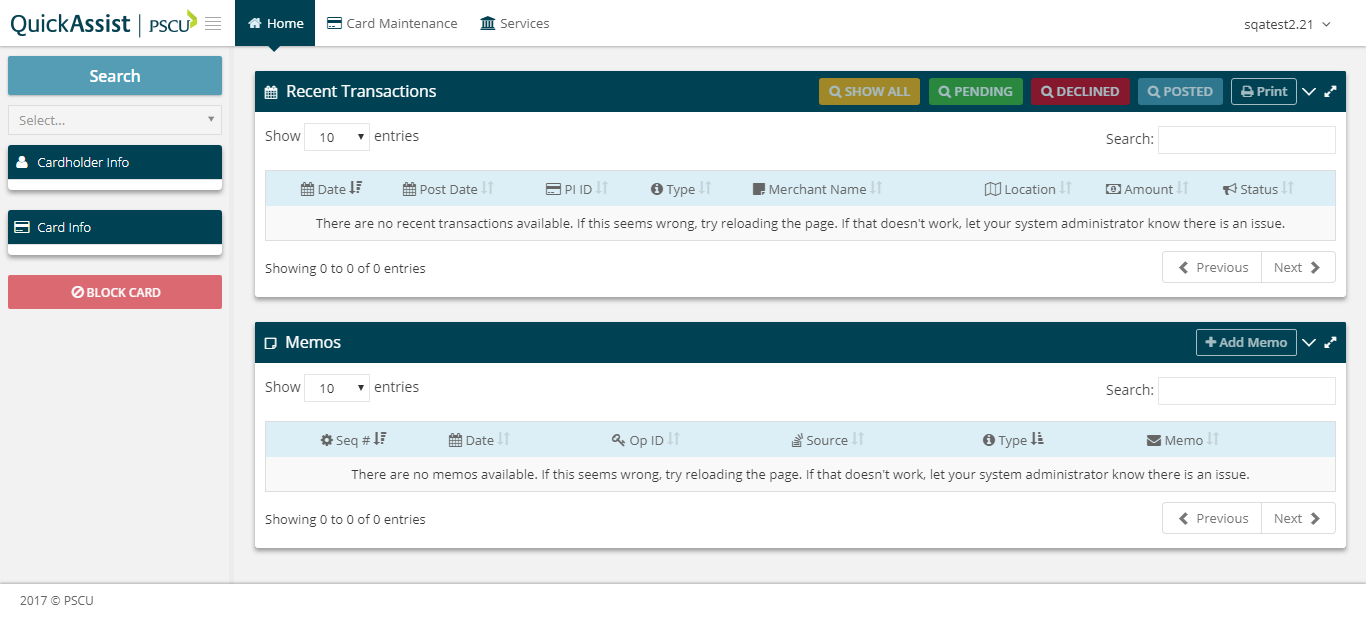 QuickAssist | PSCU
Home
Card Maintenance
Services
sqatest2.21
Search
Select...
Cardholder Info
Card Info
BLOCK CARD
Recent Transactions
SHOW ALL
PENDING
DECLINED
POSTED
Print
Show 10 entries
Search:
Date Post Date PI ID Type Merchant Name Location Amount Status
There are no recent transactions available. If this seems wrong, try reloading the page. If that doesn't work, let your system administrator know there is an issue.
Showing 0 to 0 of 0 entries
Previous Next
Memos
Add Memo
Show 10 entries
Search:
Seq # Date Op ID Source Type Memo
There are no memos available. If this seems wrong, try reloading the page. If that doesn't work, let your system administrator know there is an issue.
Showing 0 to 0 of 0 entries
Previous Next
2017 © PSCU